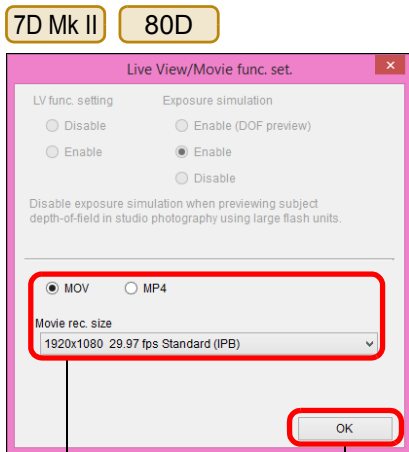 7D Mk II 80D
Live View/Movie func. set. ×
LV func. setting Exposure simulation
Disable Enable (DOF preview)
Enable Enable
Disable
Disable exposure simulation when previewing subject
depth-of-field in studio photography using large flash units.
MOV MP4
Movie rec. size
1920x1080 29.97 fps Standard (IPB)
OK